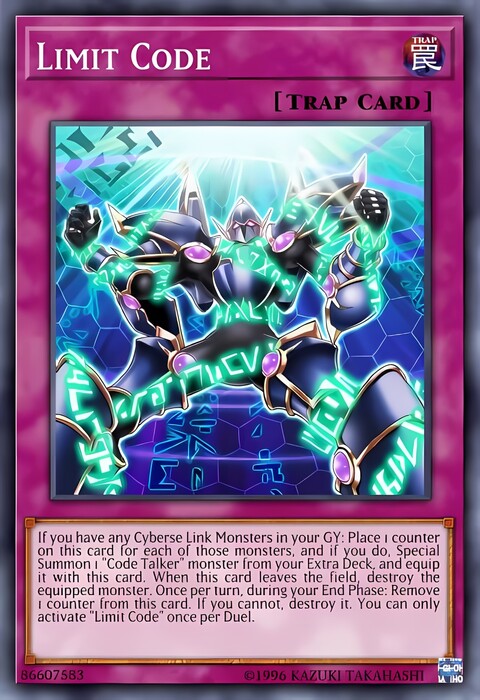 Limit Code
TRAP
罠
[Trap Card]
If you have any Cyberse Link Monsters in your GY: Place 1 counter
on this card for each of those monsters, and if you do, Special
Summon 1 "Code Talker" monster from your Extra Deck, and equip
it with this card. When this card leaves the field, destroy the
equipped monster. Once per turn, during your End Phase: Remove
1 counter from this card. If you cannot, destroy it. You can only
activate "Limit Code" once per Duel.
86607583
©1996 KAZUKI TAKAHASHI